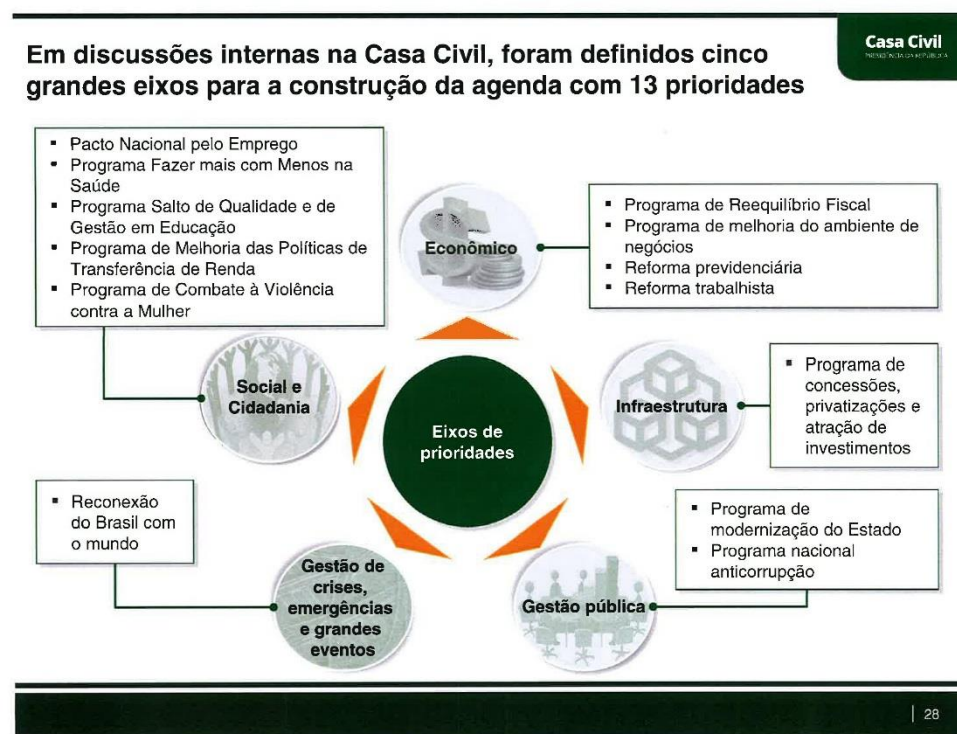 Em discussões internas na Casa Civil, foram definidos cinco
grandes eixos para a construção da agenda com 13 prioridades
Casa Civil
PRESIDÊNCIA DA REPÚBLICA
▪ Pacto Nacional pelo Emprego
▪ Programa Fazer mais com Menos na
Saúde
▪ Programa Salto de Qualidade e de
Gestão em Educação
▪ Programa de Melhoria das Políticas de
Transferência de Renda
▪ Programa de Combate à Violência
contra a Mulher
Econômico
▪ Programa de Reequilíbrio Fiscal
▪ Programa de melhoria do ambiente de
negócios
▪ Reforma previdenciária
▪ Reforma trabalhista
Social e
Cidadania
Eixos de
prioridades
Infraestrutura
▪ Programa de
concessões,
privatizações e
atração de
investimentos
▪ Reconexão
do Brasil com
o mundo
Gestão de
crises,
emergências
e grandes
eventos
Gestão pública
▪ Programa de
modernização do Estado
▪ Programa nacional
anticorrupção
| 28